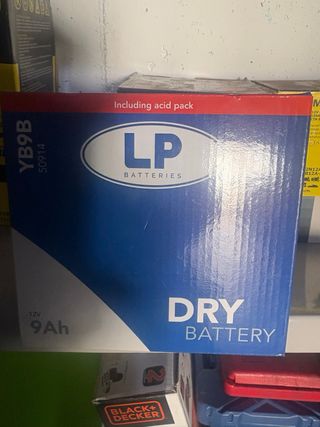 Including acid pack
YB9B
50914
LP
BATTERIES
12V
9Ah
DRY
BATTERY
BLACK+
DECKER